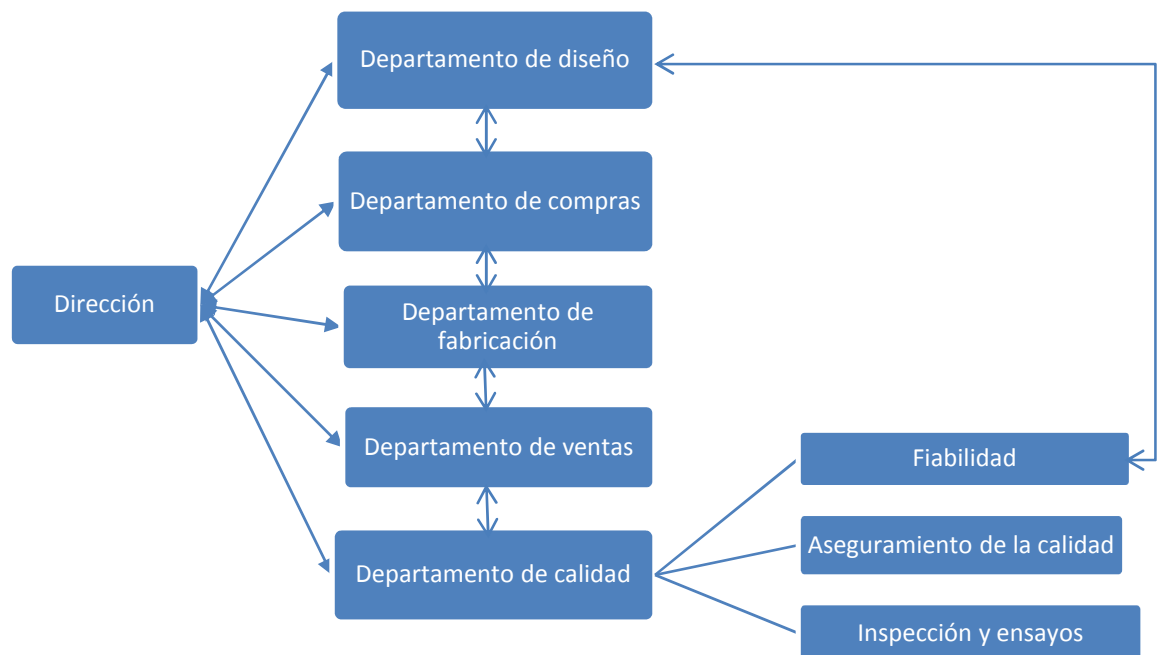 Departamento de diseño
Departamento de compras
Dirección
Departamento de
fabricación
Departamento de ventas
Fiabilidad
Aseguramiento de la calidad
Departamento de calidad
Inspección y ensayos